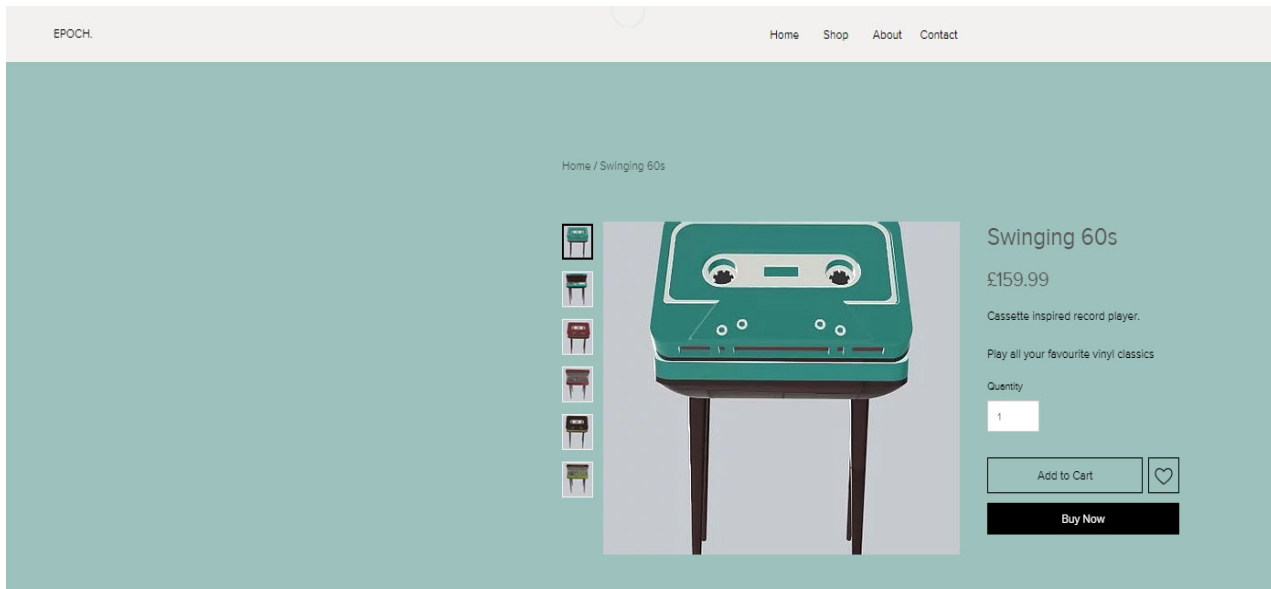 EPOCH.
Home Shop About Contact
Home / Swinging 60s
Swinging 60s
£159.99
Cassette inspired record player.
Play all your favourite vinyl classics
Quantity
1
Add to Cart
Buy Now